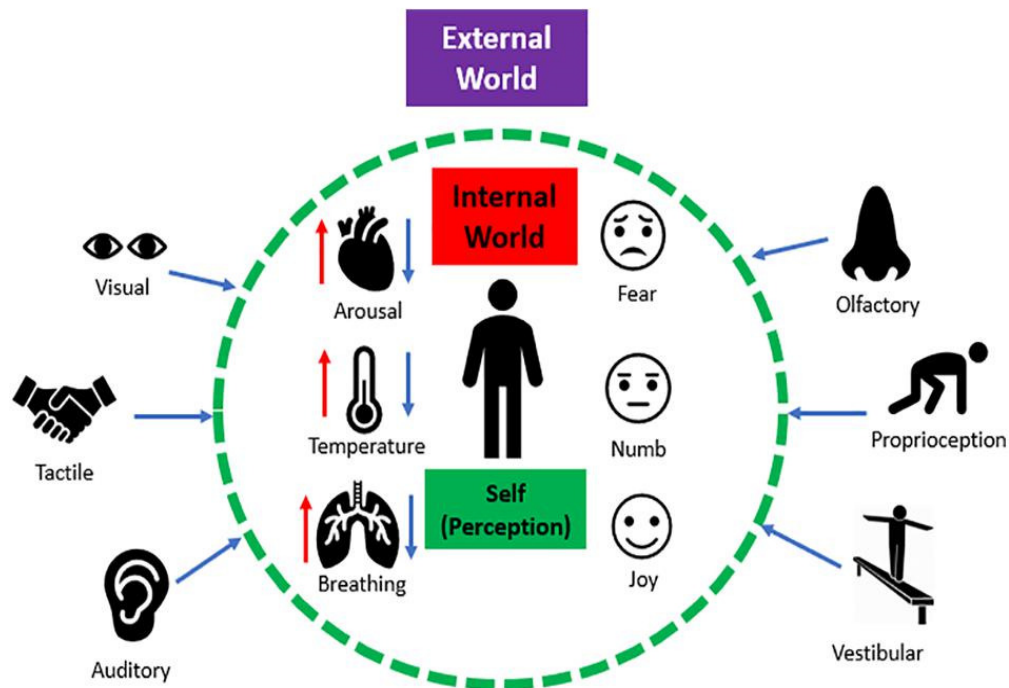 External
World
Internal
World
Visual
Arousal
Fear
Olfactory
Tactile
Temperature
Numb
Proprioception
Self
(Perception)
Auditory
Breathing
Joy
Vestibular